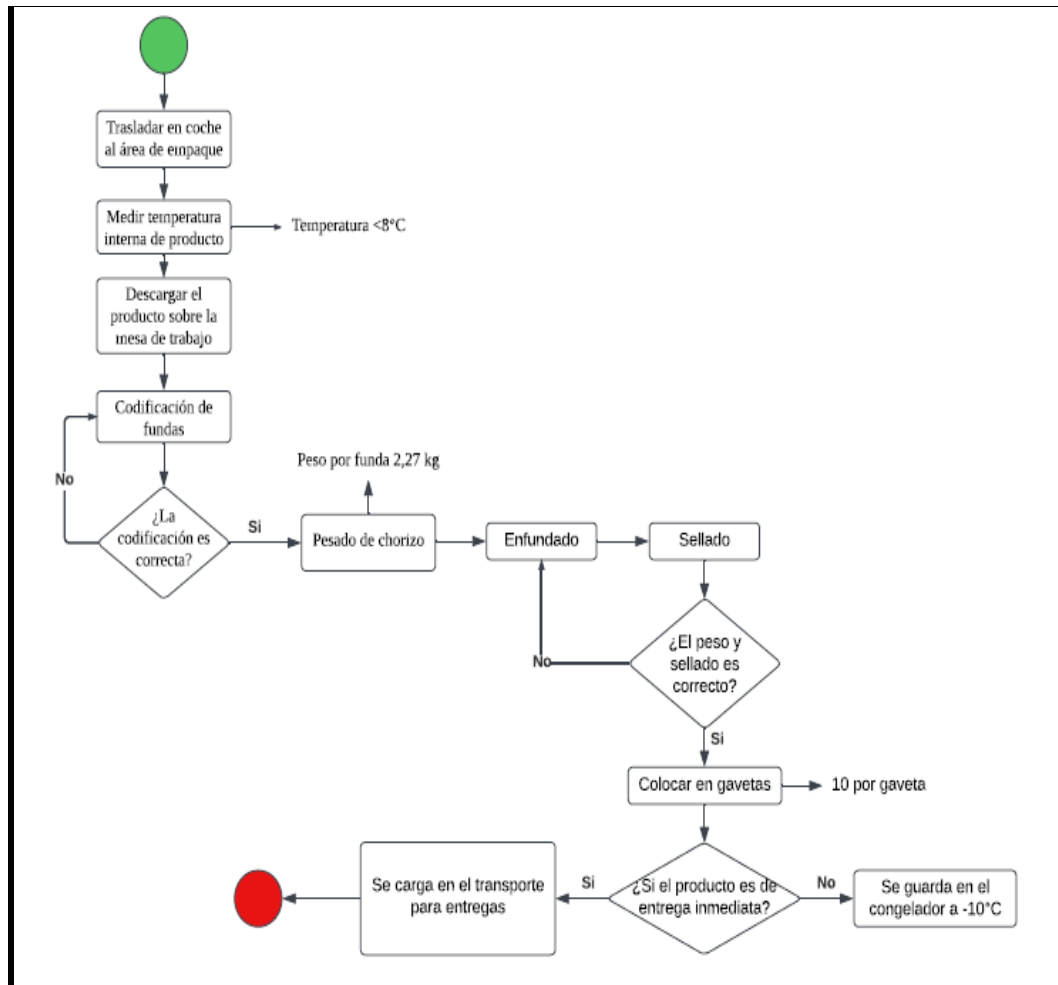 Trasladar en coche
al área de empaque
Medir temperatura
interna de producto
Temperatura <8°C
Descargar el
producto sobre la
mesa de trabajo
Codificación de
fundas
No
¿La
codificación es
correcta?
Si
Peso por funda 2,27 kg
Pesado de chorizo
Enfundado
Sellado
¿El peso y
sellado es
correcto?
No
Si
Colocar en gavetas
10 por gaveta
¿Si el producto es de
entrega inmediata?
Si
Se carga en el transporte
para entregas
No
Se guarda en el
congelador a -10°C